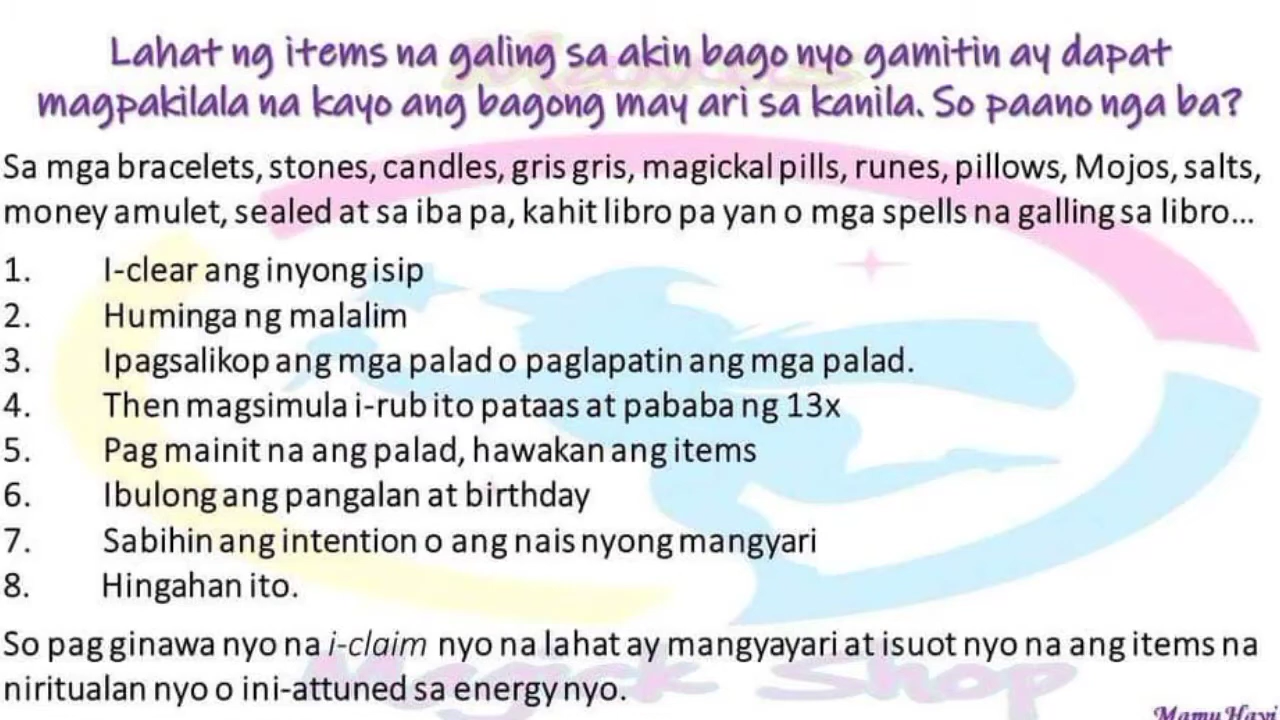 Lahat ng items na galing sa akin bago nyo gamitin ay dapat
magpakilala na kayo ang bagong may ari sa kanila. So paano nga ba?
Sa mga bracelets, stones, candles, gris gris, magickal pills, runes, pillows, Mojos, salts,
money amulet, sealed at sa iba pa, kahit libro pa yan o mga spells na galling sa libro...
1. I-clear ang inyong isip
2. Huminga ng malalim
3. Ipagsalikop ang mga palad o paglapatin ang mga palad.
4. Then magsimula i-rub ito pataas at pababa ng 13x
5. Pag mainit na ang palad, hawakan ang items
6. Ibulong ang pangalan at birthday
7. Sabihin ang intention o ang nais nyong mangyari
8. Hingahan ito.
So pag ginawa nyo na i-claim nyo na lahat ay mangyayari at isuot nyo na ang items na
niritualan nyo o ini-attuned sa energy nyo.
Magick Shop
Mamu Hayi